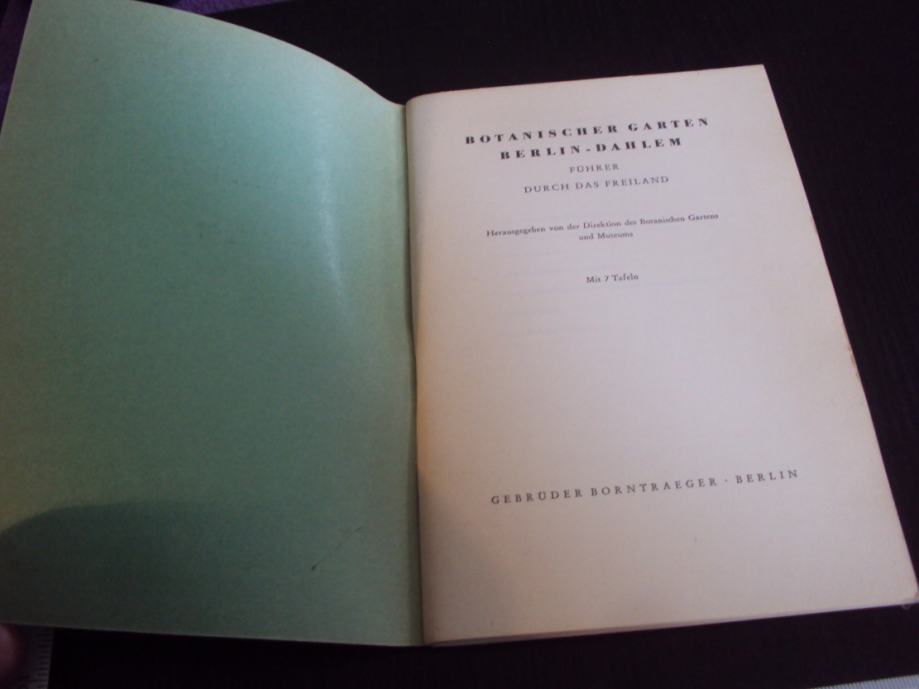 BOTANISCHER GARTEN
BERLIN-DAHLEM
FÜHRER
DURCH DAS FREILAND
Herausgegeben von der Direktion des Botanischen Gartens
und Museums
Mit 7 Tafeln
GEBRÜDER BORNTRAEGER · BERLIN